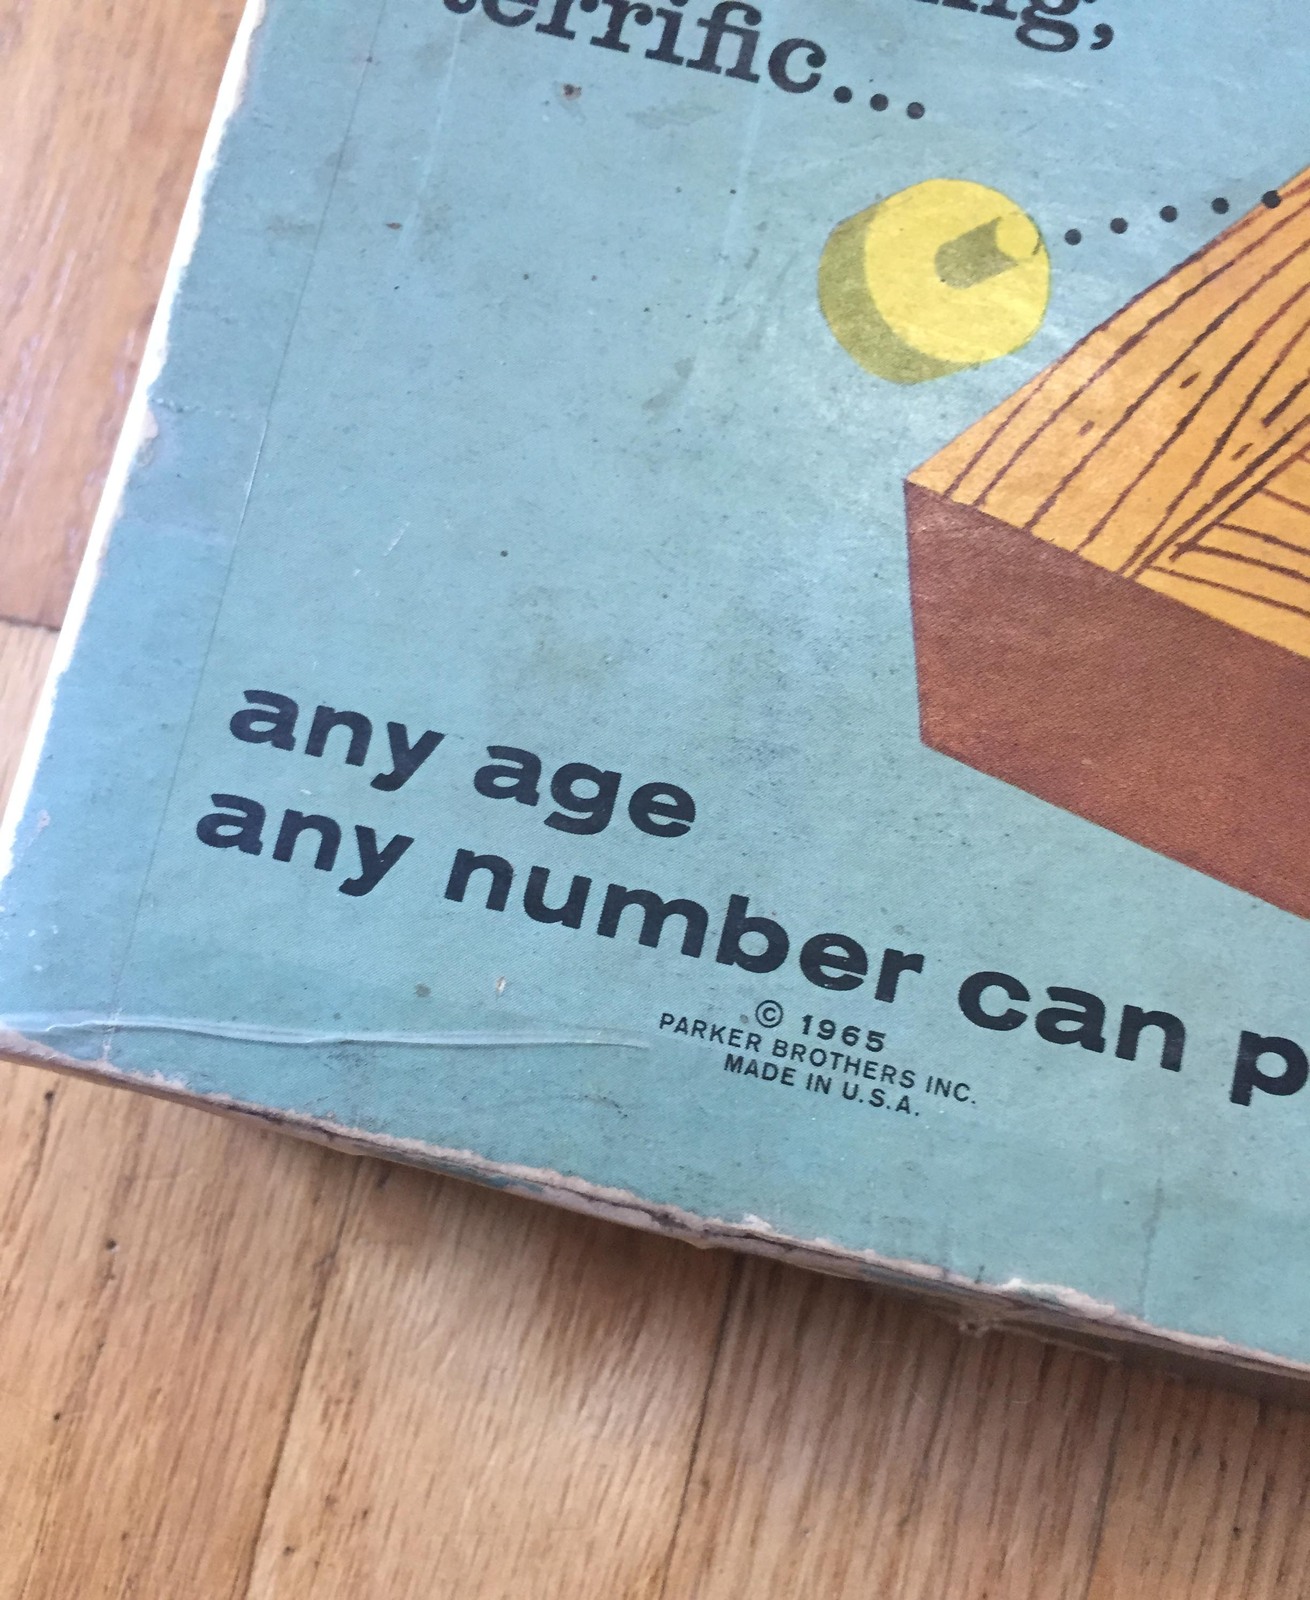 terrific...
any age
any number can
© 1965
PARKER BROTHERS INC.
MADE IN U.S.A.